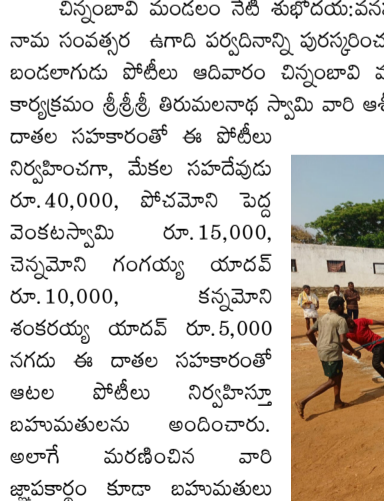 చిన్నంబావి మండలం నేటి శుభోదయ:వన
నామ సంవత్సర ఉగాది పర్వదినాన్ని పురస్కరించ
బండలాగుడు పోటీలు ఆదివారం చిన్నంబావి
కార్యక్రమం శ్రీశ్రీశ్రీ తిరుమలనాథ స్వామి వారి ఆశీ
దాతల సహకారంతో ఈ పోటీలు
నిర్వహించగా, మేకల సహదేవుడు
రూ.40,000, పోచమోని పెద్ద
వెంకటస్వామి రూ.15,000,
చెన్నమోని గంగయ్య యాదవ్
రూ.10,000, కన్నమోని
శంకరయ్య యాదవ్ రూ.5,000
నగదు ఈ దాతల సహకారంతో
ఆటల పోటీలు నిర్వహిస్తూ
బహుమతులను అందించారు.
అలాగే మరణించిన వారి
జ్ఞాపకార్థం కూడా బహుమతులు